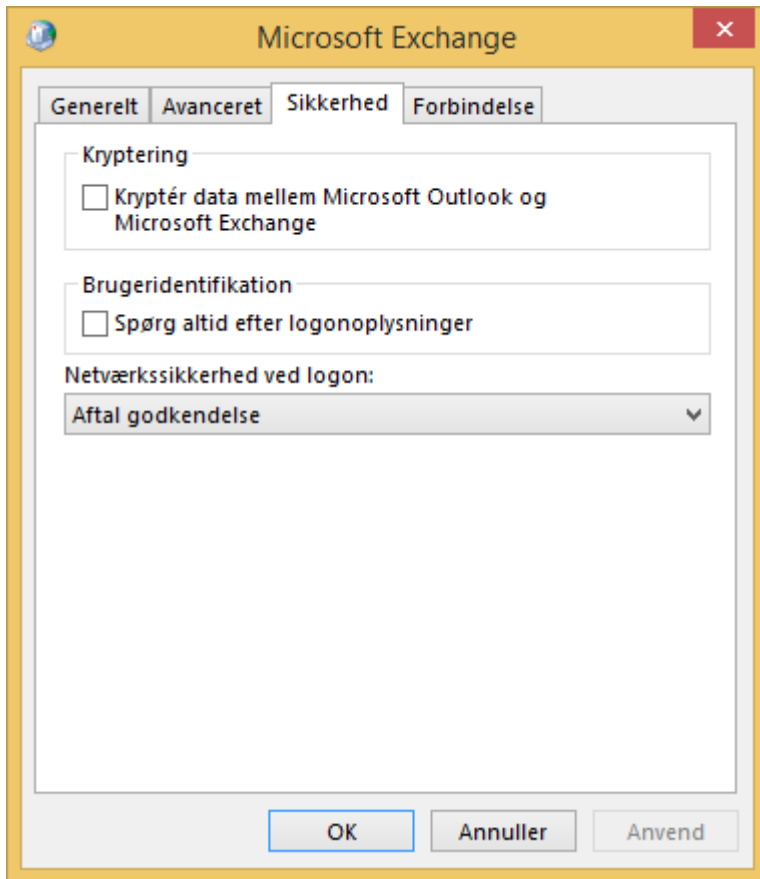 Microsoft Exchange
Generelt
Avanceret
Sikkerhed
Forbindelse
Kryptering
Kryptér data mellem Microsoft Outlook og
Microsoft Exchange
Brugeridentifikation
Spørg altid efter logonoplysninger
Netværkssikkerhed ved logon:
Aftal godkendelse
OK
Annuller
Anvend